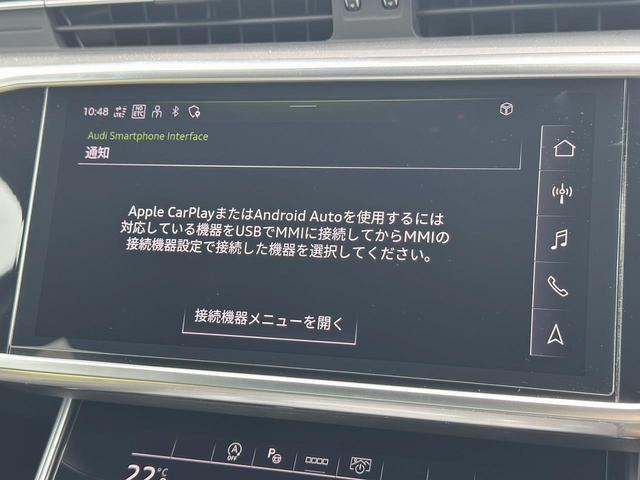 10:48
NO
ETC
Audi Smartphone Interface
通知
Apple CarPlayまたはAndroid Autoを使用するには
対応している機器をUSBでMMIに接続してからMMIの
接続機器設定で接続した機器を選択してください。
接続機器メニューを開く
A
OFF
P
22°C